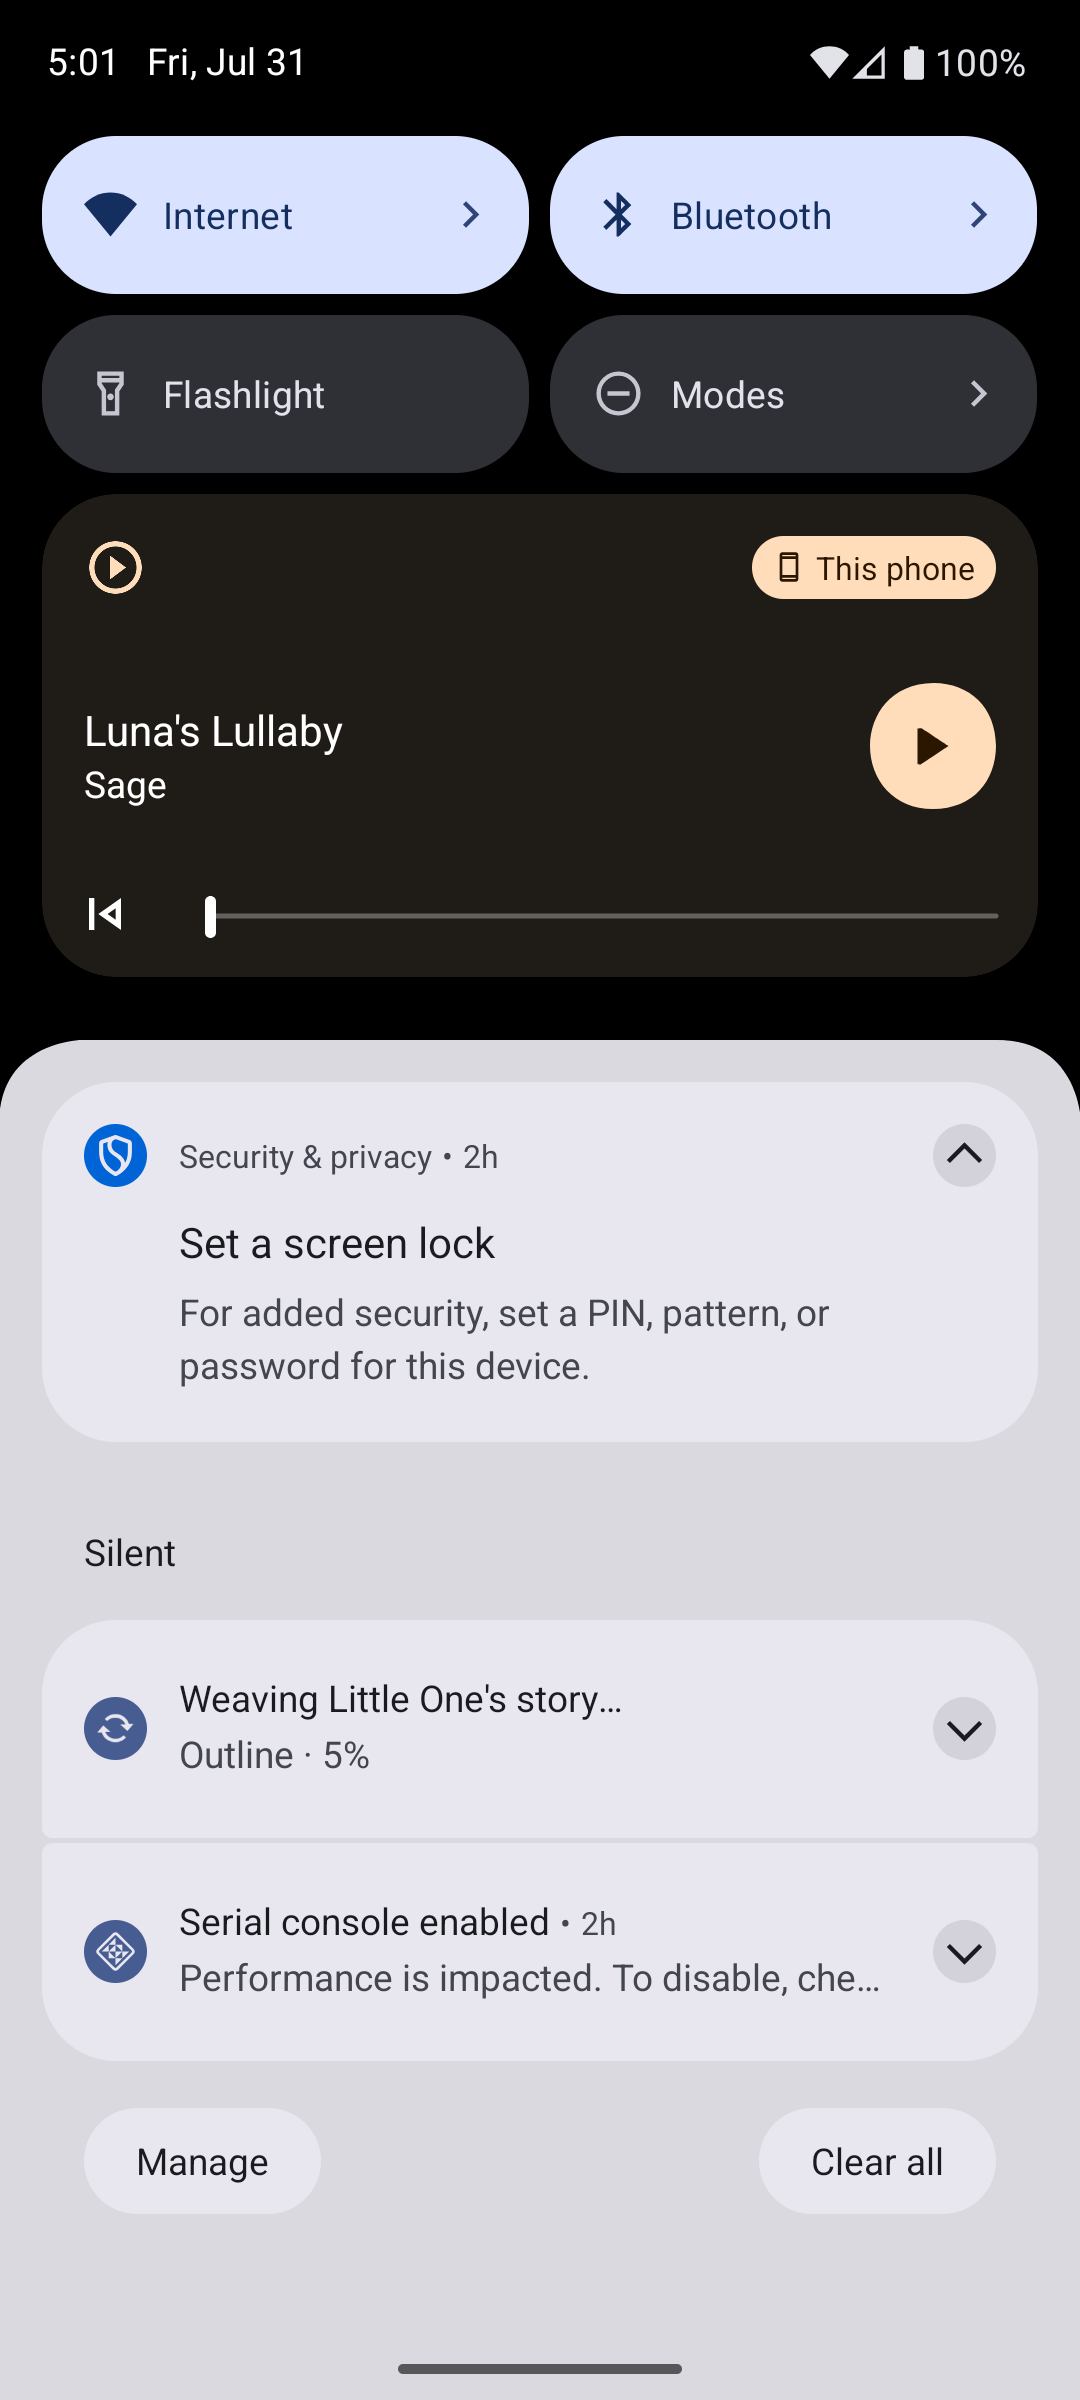 5:01 Fri, Jul 31 100%
Internet Bluetooth
Flashlight Modes
This phone
Luna's Lullaby
Sage
Security & privacy • 2h
Set a screen lock
For added security, set a PIN, pattern, or
password for this device.
Silent
Weaving Little One's story…
Outline · 5%
Serial console enabled • 2h
Performance is impacted. To disable, che…
Manage Clear all